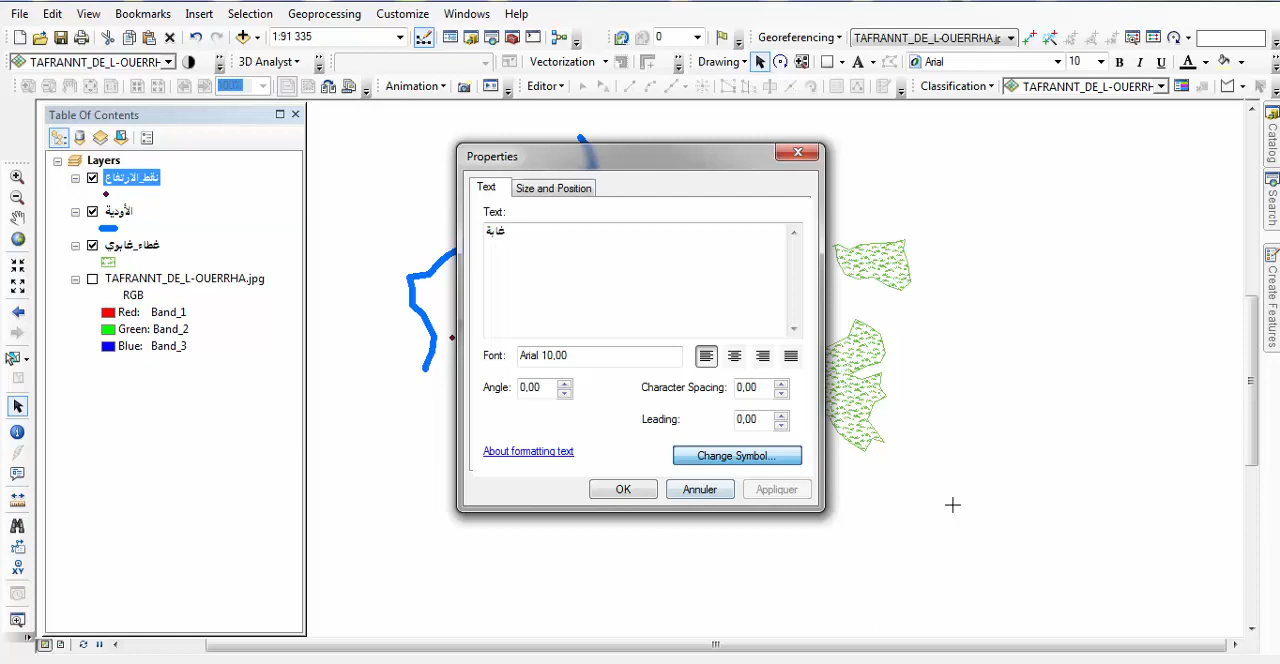 File Edit View Bookmarks Insert Selection Geoprocessing Customize Windows Help
1:91 335
0
Georeferencing
TAFRANNT_DE_L-OUERRHA.j
TAFRANNT_DE_L-OUERRH
3D Analyst
Vectorization
Drawing
A
Arial
10
B I U
A
100%
Animation
Editor
Classification
TAFRANNT_DE_L-OUERRH
Table Of Contents
Layers
نقط_الارتفاع
الأودية
غطاء_غابوي
TAFRANNT_DE_L-OUERRHA.jpg
RGB
Red: Band_1
Green: Band_2
Blue: Band_3
Properties
Text
Size and Position
Text:
غابة
Font:
Arial 10,00
Angle:
0,00
Character Spacing:
0,00
Leading:
0,00
About formatting text
Change Symbol...
OK
Annuler
Appliquer
Catalog
Search
Create Features